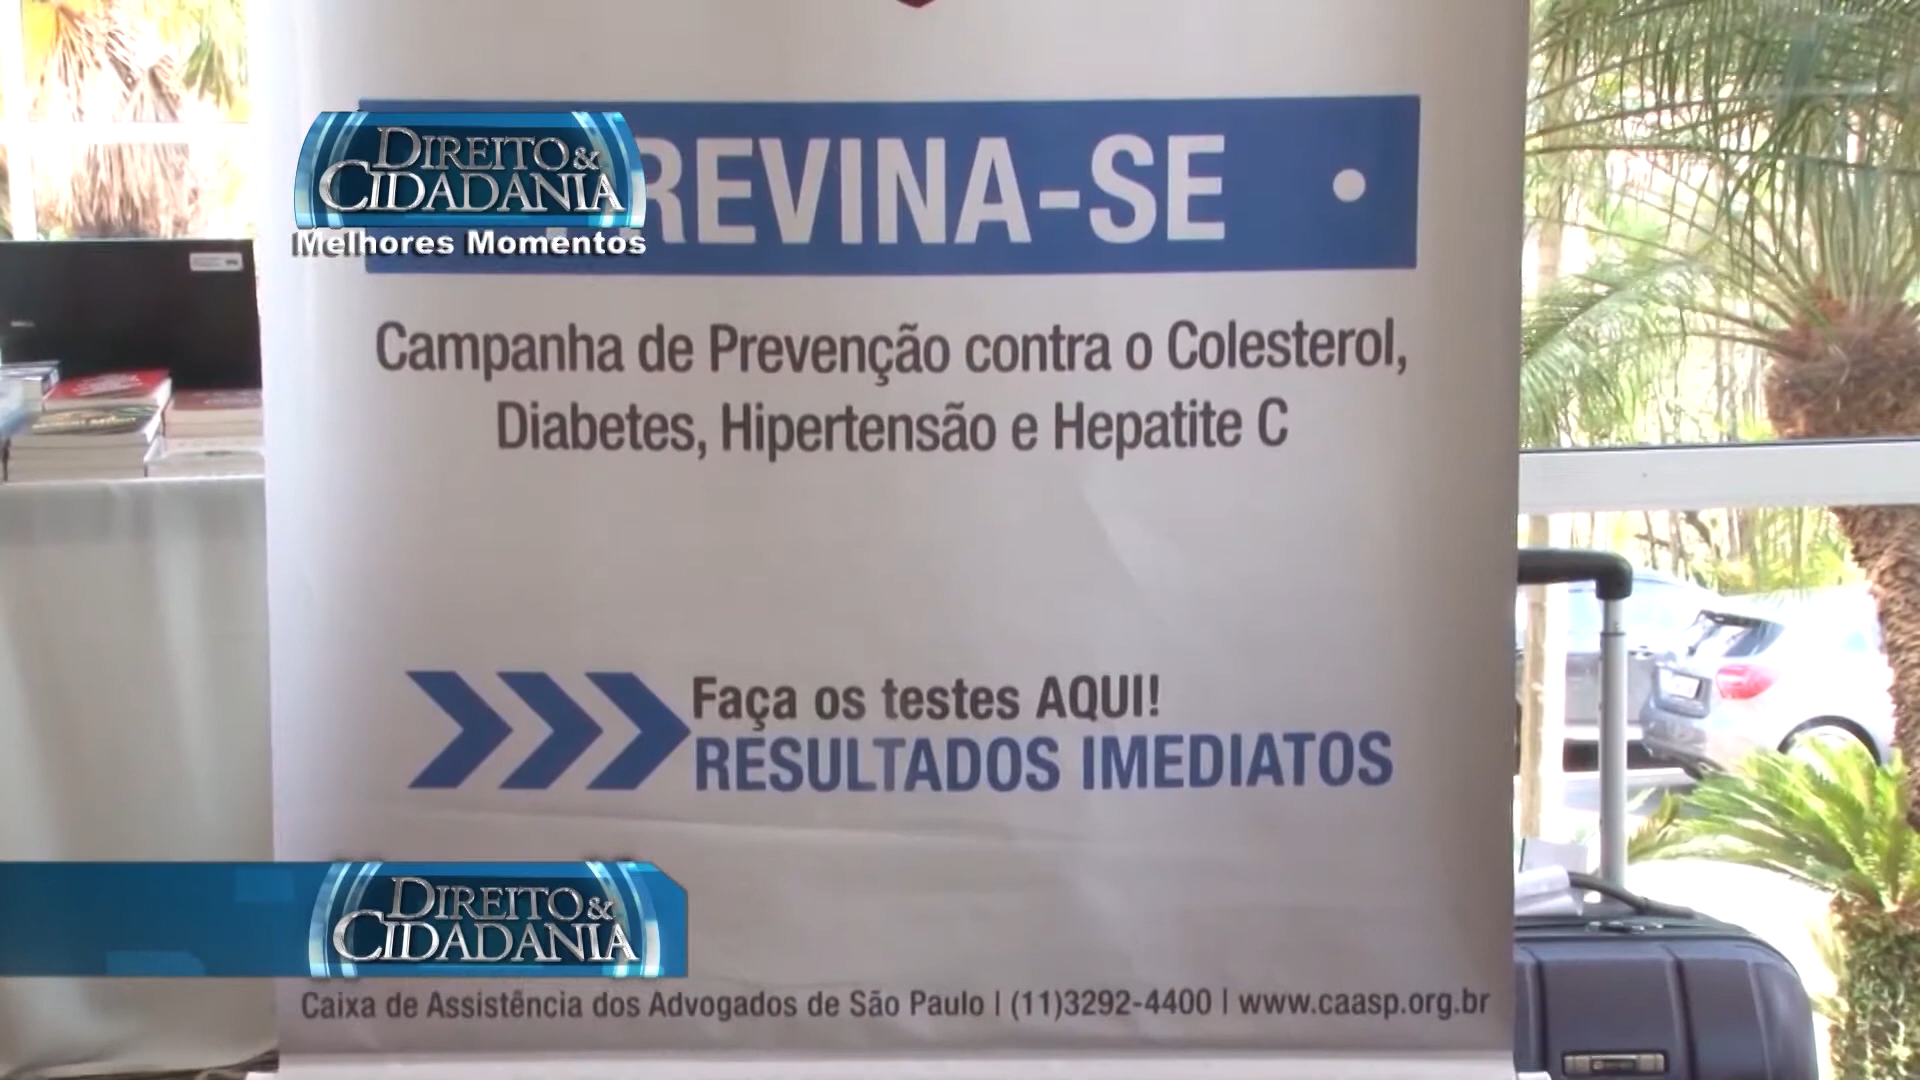 DIREITO &
CIDADANIA
Melhores Momentos
PREVINA-SE
Campanha de Prevenção contra o Colesterol,
Diabetes, Hipertensão e Hepatite C
Faça os testes AQUI!
RESULTADOS IMEDIATOS
DIREITO &
CIDADANIA
Caixa de Assistência dos Advogados de São Paulo | (11)3292-4400 | www.caasp.org.br